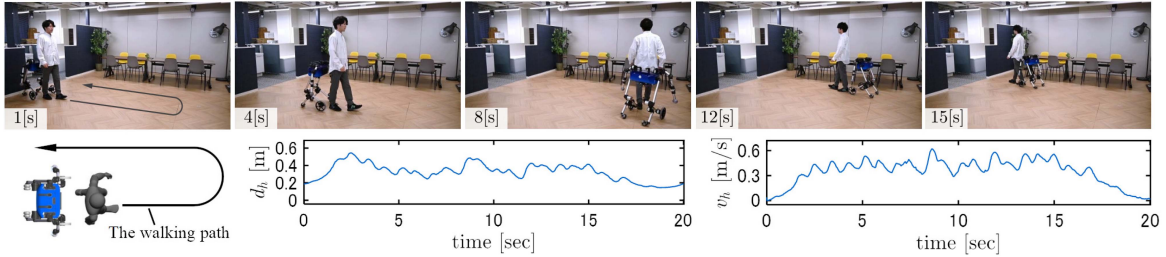 1[s]
4[s]
8[s]
12[s]
15[s]
The walking path
d_h [m]
0.6
0.4
0.2
0
0
5
10
15
20
time [sec]
v_h [m/s]
0.6
0.3
0
0
5
10
15
20
time [sec]